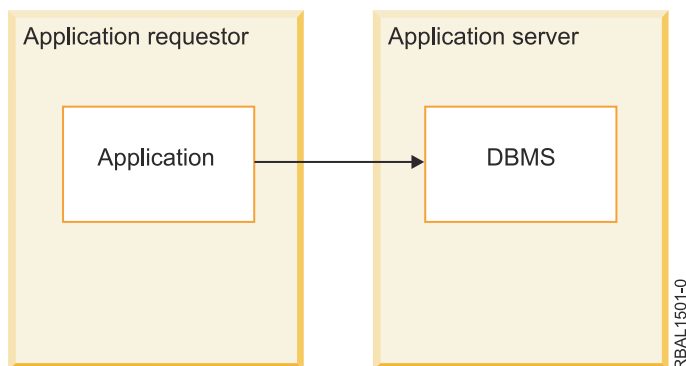 Application requestor
Application server
Application
DBMS
RBAL1501-0